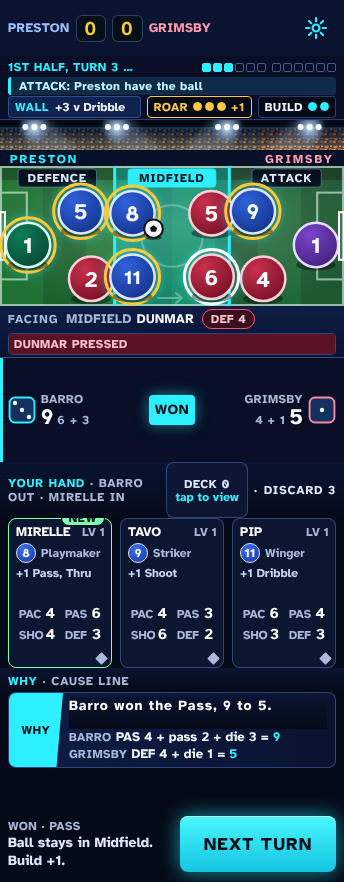 PRESTON 0 0 GRIMSBY
1ST HALF, TURN 3 ...
ATTACK: Preston have the ball
WALL +3 v Dribble ROAR +1 BUILD
PRESTON GRIMSBY
DEFENCE MIDFIELD ATTACK
5 8 5 9
1 1
2 11 6 4
FACING MIDFIELD DUNMAR DEF 4
DUNMAR PRESSED
BARRO WON GRIMSBY
9 6 + 3 4 + 1 5
YOUR HAND · BARRO OUT · MIRELLE IN
DECK 0
tap to view
· DISCARD 3
NEW
MIRELLE LV 1
8 Playmaker
+1 Pass, Thru
PAC 4 PAS 6
SHO 4 DEF 3
TAVO LV 1
9 Striker
+1 Shoot
PAC 4 PAS 3
SHO 6 DEF 2
PIP LV 1
11 Winger
+1 Dribble
PAC 6 PAS 4
SHO 3 DEF 3
WHY · CAUSE LINE
WHY
Barro won the Pass, 9 to 5.
BARRO PAS 4 + pass 2 + die 3 = 9
GRIMSBY DEF 4 + die 1 = 5
WON · PASS
Ball stays in Midfield.
Build +1.
NEXT TURN